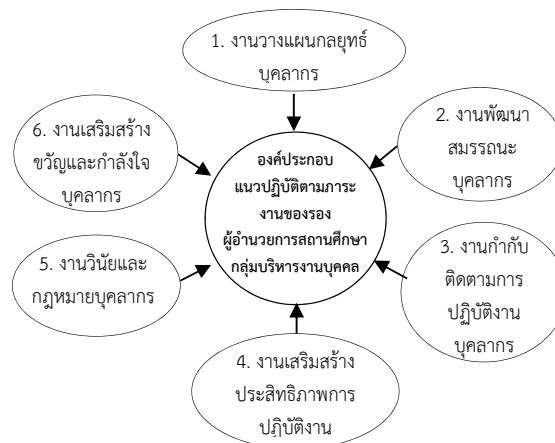 1. งานวางแผนกลยุทธ์
บุคลากร
2. งานพัฒนา
สมรรถนะ
บุคลากร
3. งานกำกับ
ติดตามการ
ปฏิบัติงาน
บุคลากร
4. งานเสริมสร้าง
ประสิทธิภาพการ
ปฏิบัติงาน
5. งานวินัยและ
กฎหมายบุคลากร
6. งานเสริมสร้าง
ขวัญและกำลังใจ
บุคลากร
องค์ประกอบ
แนวปฏิบัติตามภาระ
งานของรอง
ผู้อำนวยการสถานศึกษา
กลุ่มบริหารงานบุคคล